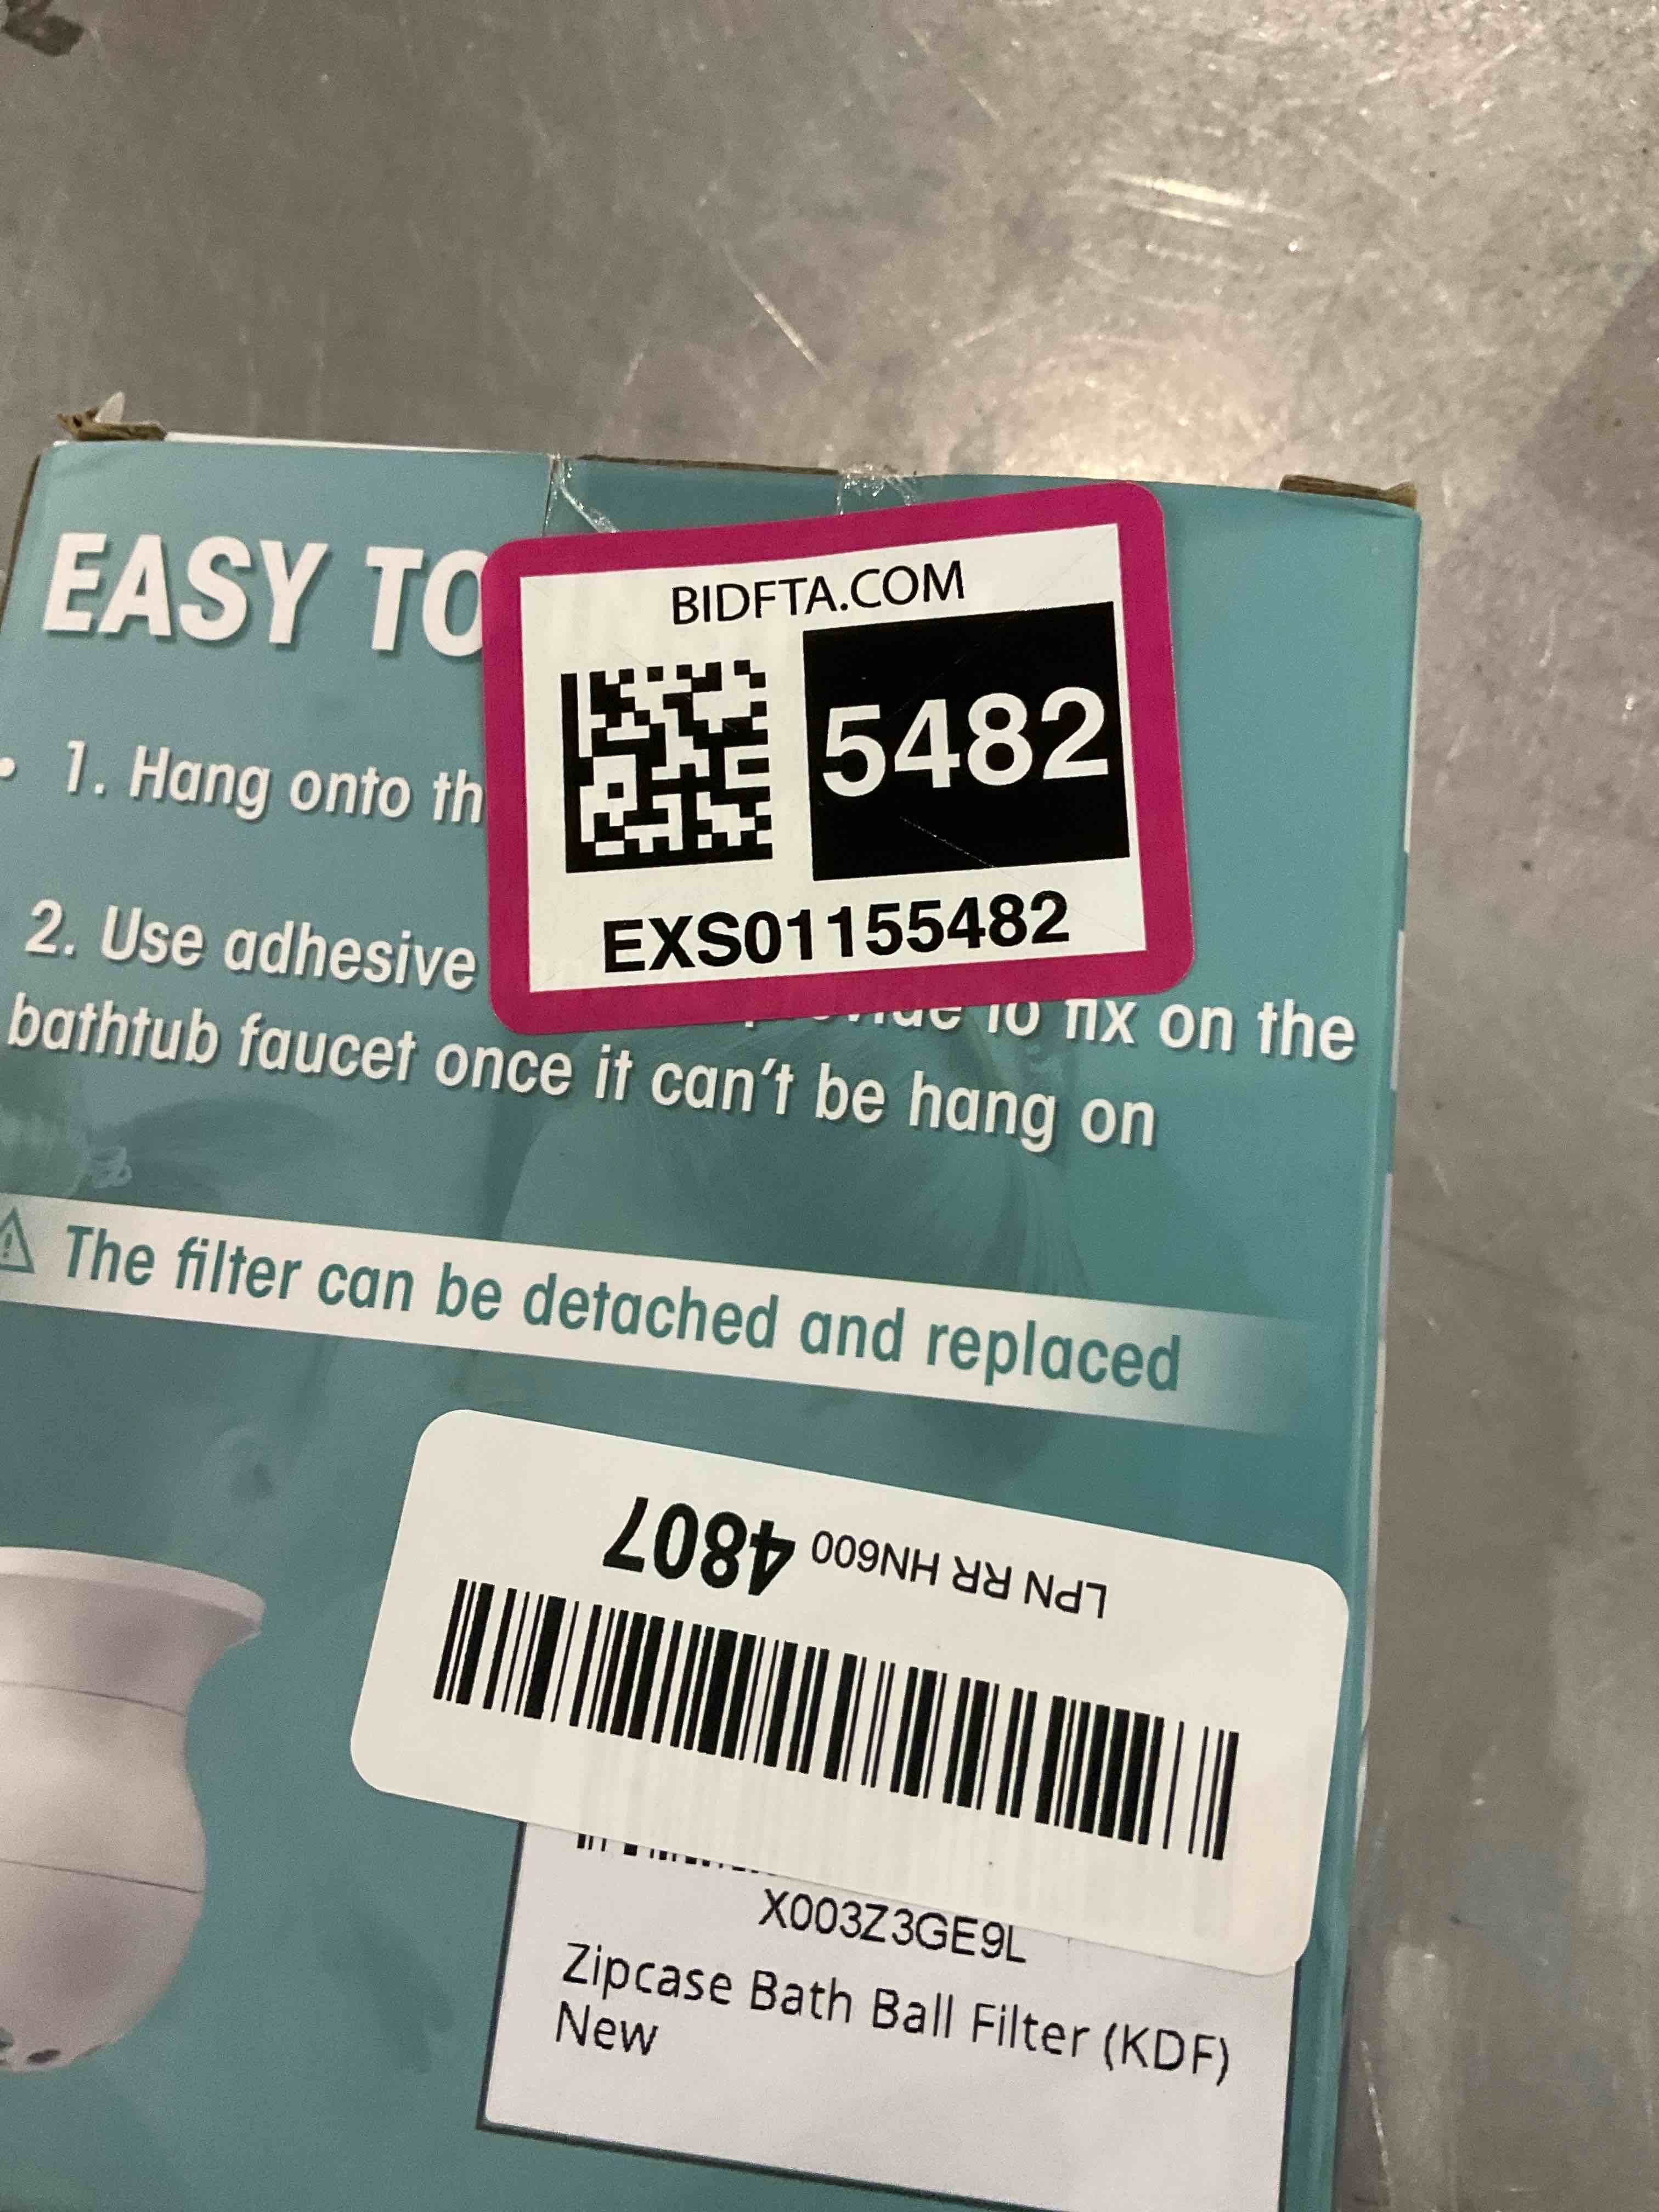 EASY TO
BIDFTA.COM
5482
EXS01155482
• 1. Hang onto th
2. Use adhesive
to fix on the
bathtub faucet once it can't be hang on
The filter can be detached and replaced
LPN RR HN600 4807
X003Z3GE9L
Zipcase Bath Ball Filter (KDF)
New